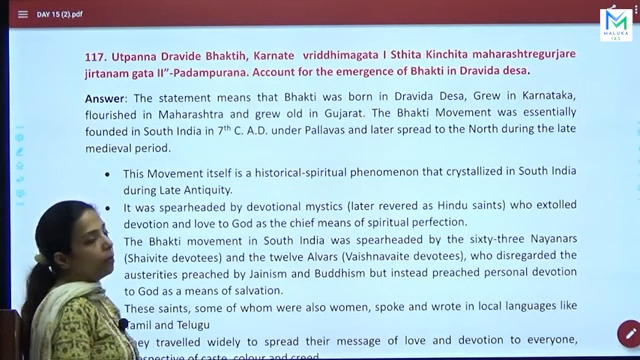 DAY 15 (2).pdf
MALUKA
IAS
117. Utpanna Dravide Bhaktih, Karnate vriddhimagata I Sthita Kinchita maharashtregurjare
jirtanam gata II”-Padampurana. Account for the emergence of Bhakti in Dravida desa.
Answer: The statement means that Bhakti was born in Dravida Desa, Grew in Karnataka,
flourished in Maharashtra and grew old in Gujarat. The Bhakti Movement was essentially
founded in South India in 7th C. A.D. under Pallavas and later spread to the North during the late
medieval period.
• This Movement itself is a historical-spiritual phenomenon that crystallized in South India
during Late Antiquity.
• It was spearheaded by devotional mystics (later revered as Hindu saints) who extolled
devotion and love to God as the chief means of spiritual perfection.
The Bhakti movement in South India was spearheaded by the sixty-three Nayanars
(Shaivite devotees) and the twelve Alvars (Vaishnavaite devotees), who disregarded the
austerities preached by Jainism and Buddhism but instead preached personal devotion
to God as a means of salvation.
These saints, some of whom were also women, spoke and wrote in local languages like
Tamil and Telugu
they travelled widely to spread their message of love and devotion to everyone,
irrespective of caste, colour and creed